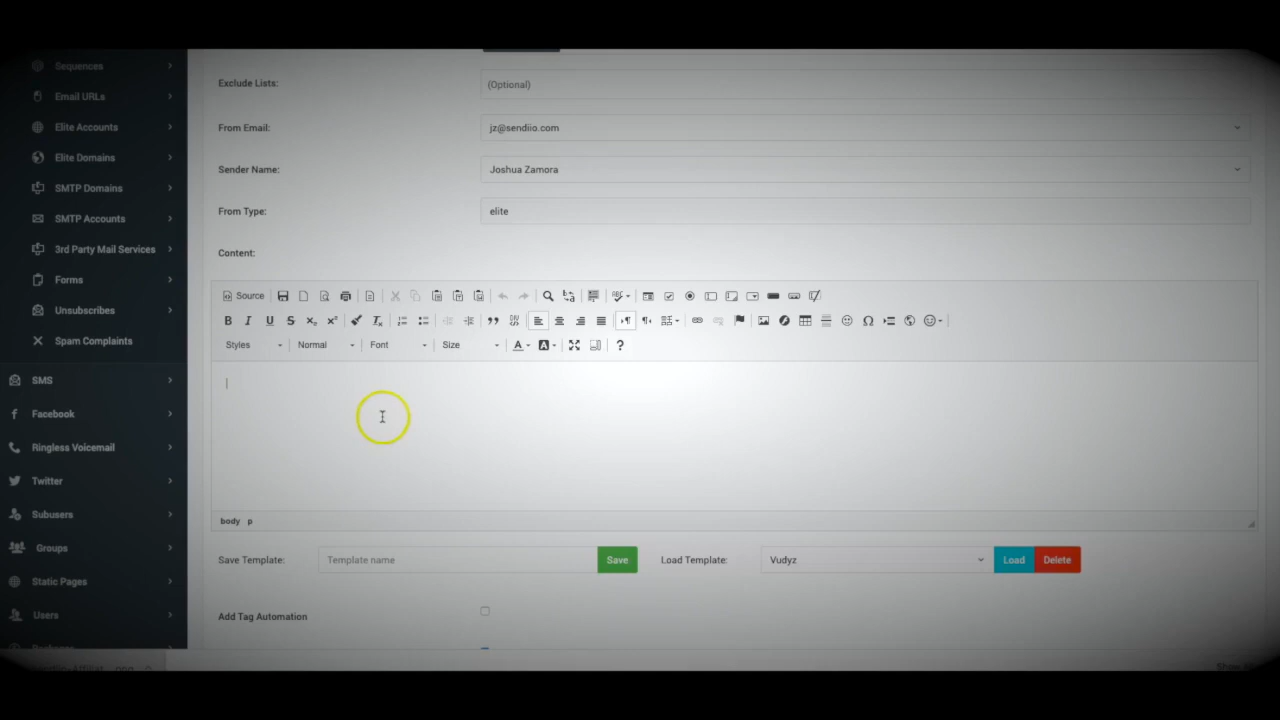 Sequences
Email URLs
Elite Accounts
Elite Domains
SMTP Domains
SMTP Accounts
3rd Party Mail Services
Forms
Unsubscribes
Spam Complaints
SMS
Facebook
Ringless Voicemail
Twitter
Subusers
Groups
Static Pages
Users
Exclude Lists: (Optional)
From Email: jz@sendiio.com
Sender Name: Joshua Zamora
From Type: elite
Content:
Source
Styles Normal Font Size
body p
Save Template: Template name Save Load Template: Vudyz Load Delete
Add Tag Automation